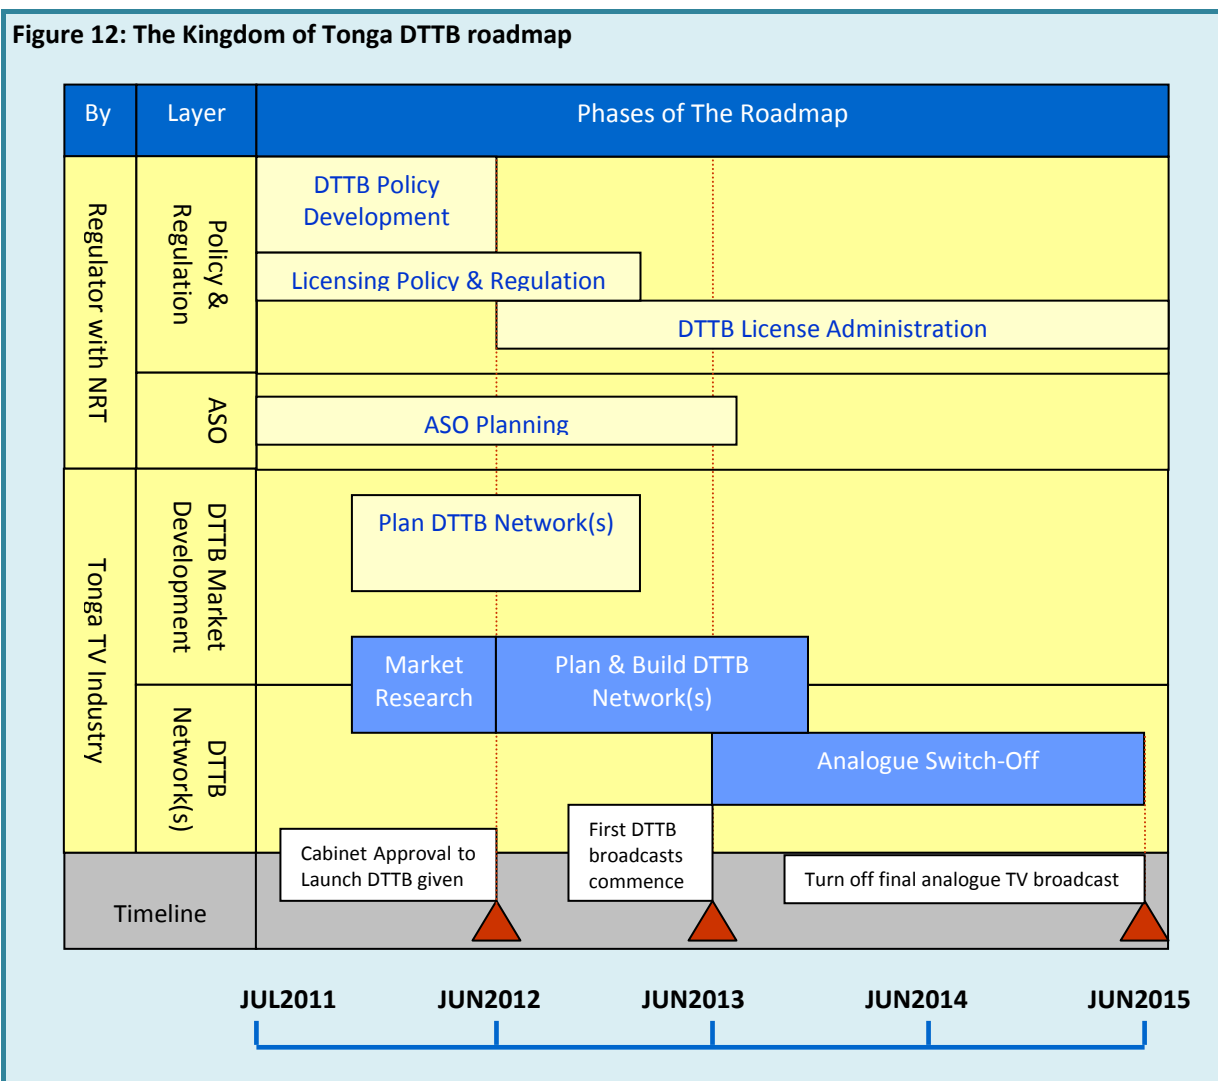 Figure 12: The Kingdom of Tonga DTTB roadmap
By
Layer
Phases of The Roadmap
Regulator with NRT
Policy &
Regulation
DTTB Policy
Development
Licensing Policy & Regulation
DTTB License Administration
ASO
ASO Planning
Tonga TV Industry
DTTB Market
Development
Plan DTTB Network(s)
Market
Research
Plan & Build DTTB
Network(s)
DTTB
Network(s)
Analogue Switch-Off
Timeline
Cabinet Approval to
Launch DTTB given
First DTTB
broadcasts
commence
Turn off final analogue TV broadcast
JUL2011
JUN2012
JUN2013
JUN2014
JUN2015